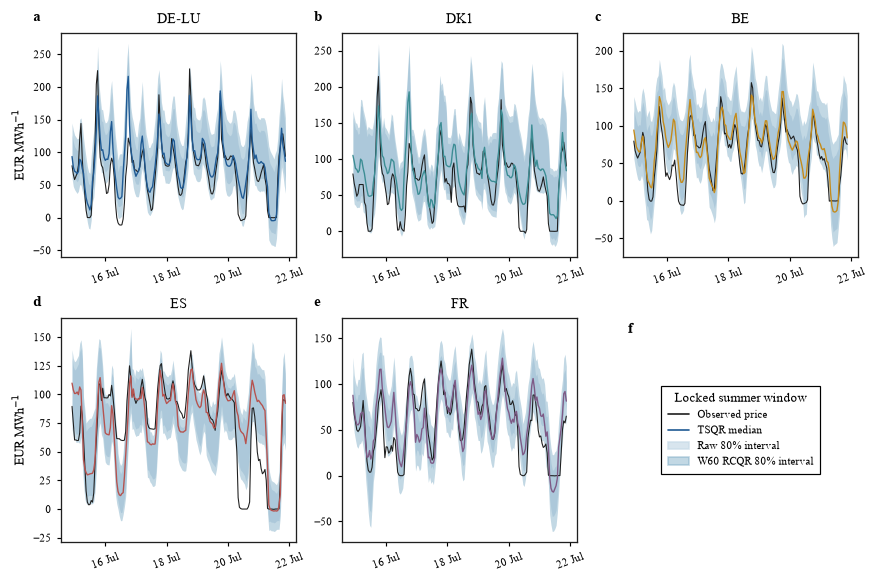 a DE-LU
b DK1
c BE
EUR MWh⁻¹
250
200
150
100
50
0
−50
16 Jul 18 Jul 20 Jul 22 Jul
250
200
150
100
50
0
16 Jul 18 Jul 20 Jul 22 Jul
200
150
100
50
0
−50
16 Jul 18 Jul 20 Jul 22 Jul
d ES
e FR
f
EUR MWh⁻¹
150
125
100
75
50
25
0
−25
16 Jul 18 Jul 20 Jul 22 Jul
150
100
50
0
−50
16 Jul 18 Jul 20 Jul 22 Jul
Locked summer window
Observed price
TSQR median
Raw 80% interval
W60 RCQR 80% interval